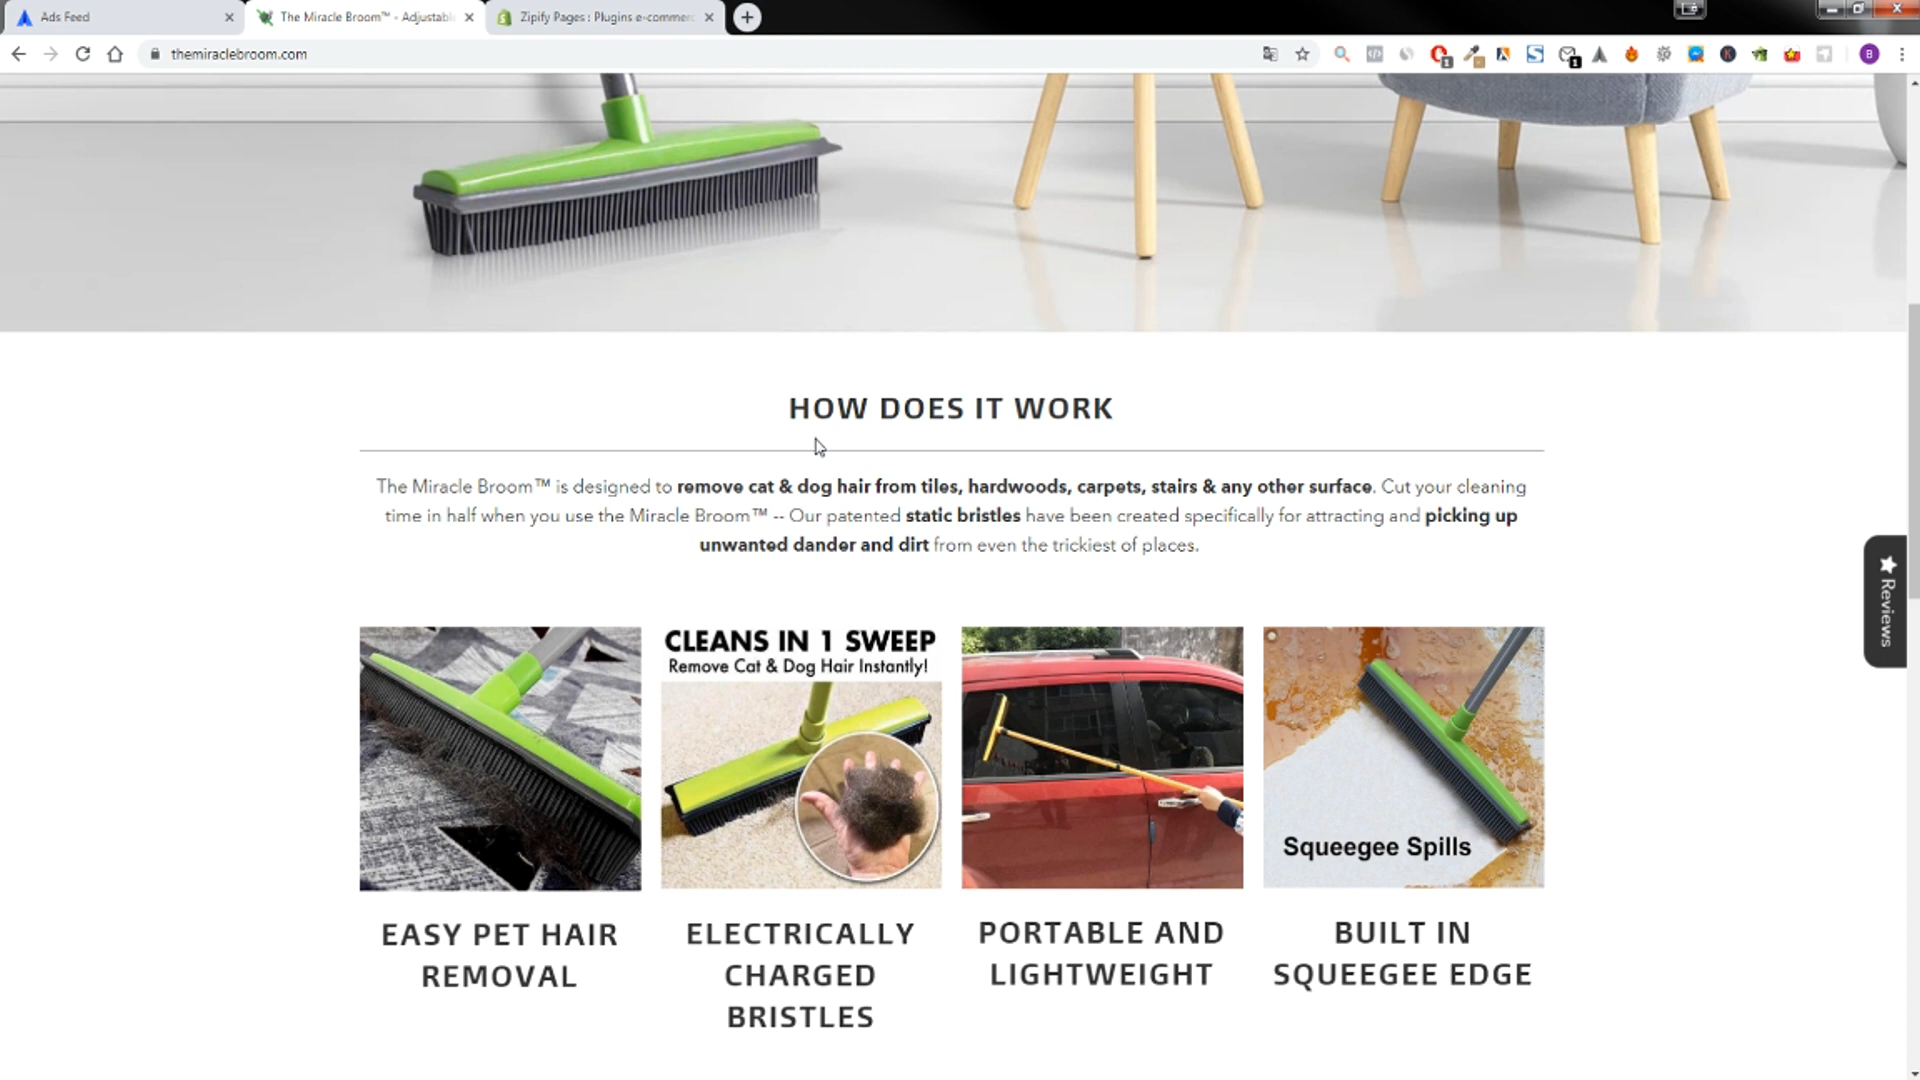 Ads Feed
The Miracle Broom™ - Adjustabl
Zipify Pages : Plugins e-commer
themiraclebroom.com
HOW DOES IT WORK
The Miracle Broom™ is designed to remove cat & dog hair from tiles, hardwoods, carpets, stairs & any other surface. Cut your cleaning
time in half when you use the Miracle Broom™ -- Our patented static bristles have been created specifically for attracting and picking up
unwanted dander and dirt from even the trickiest of places.
Reviews
CLEANS IN 1 SWEEP
Remove Cat & Dog Hair Instantly!
Squeegee Spills
EASY PET HAIR
REMOVAL
ELECTRICALLY
CHARGED
BRISTLES
PORTABLE AND
LIGHTWEIGHT
BUILT IN
SQUEEGEE EDGE